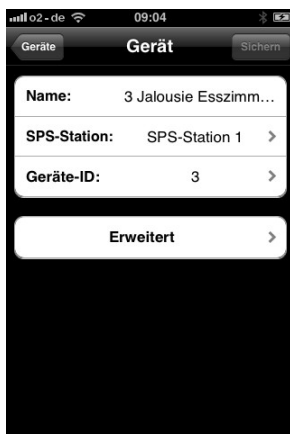 o2-de 09:04
Geräte Gerät Sichern
Name: 3 Jalousie Esszimm...
SPS-Station: SPS-Station 1
Geräte-ID: 3
Erweitert